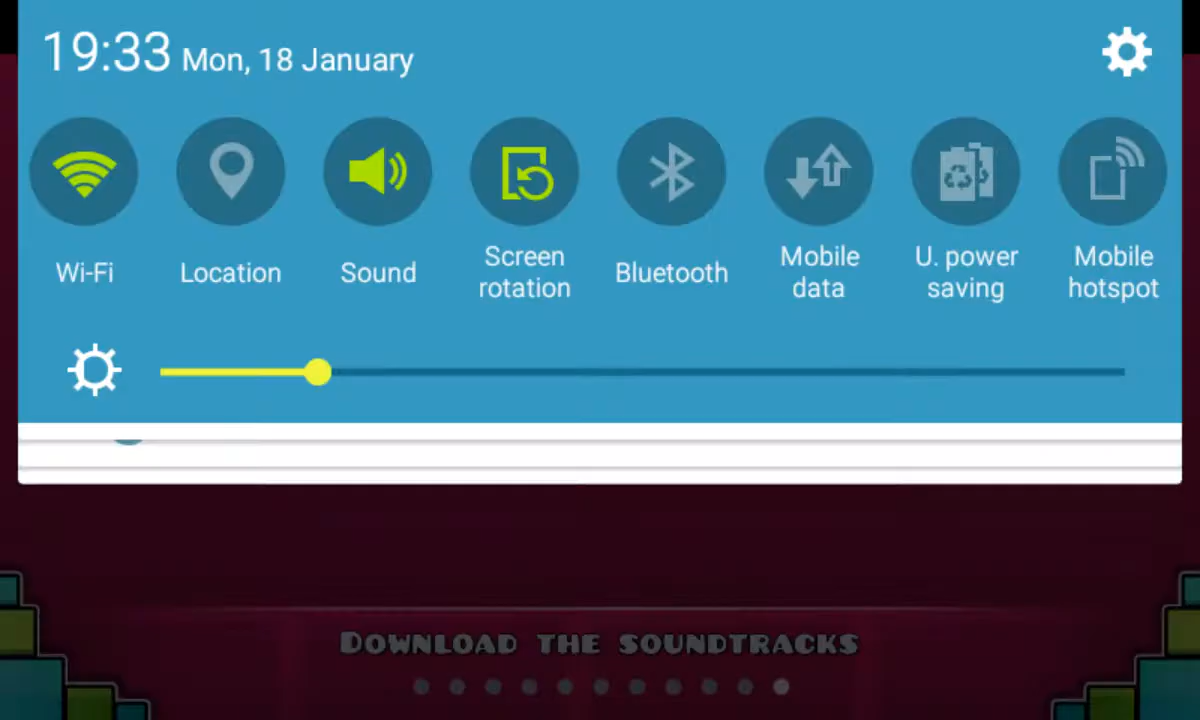 19:33 Mon, 18 January
Wi-Fi
Location
Sound
Screen
rotation
Bluetooth
Mobile
data
U. power
saving
Mobile
hotspot
Download the soundtracks